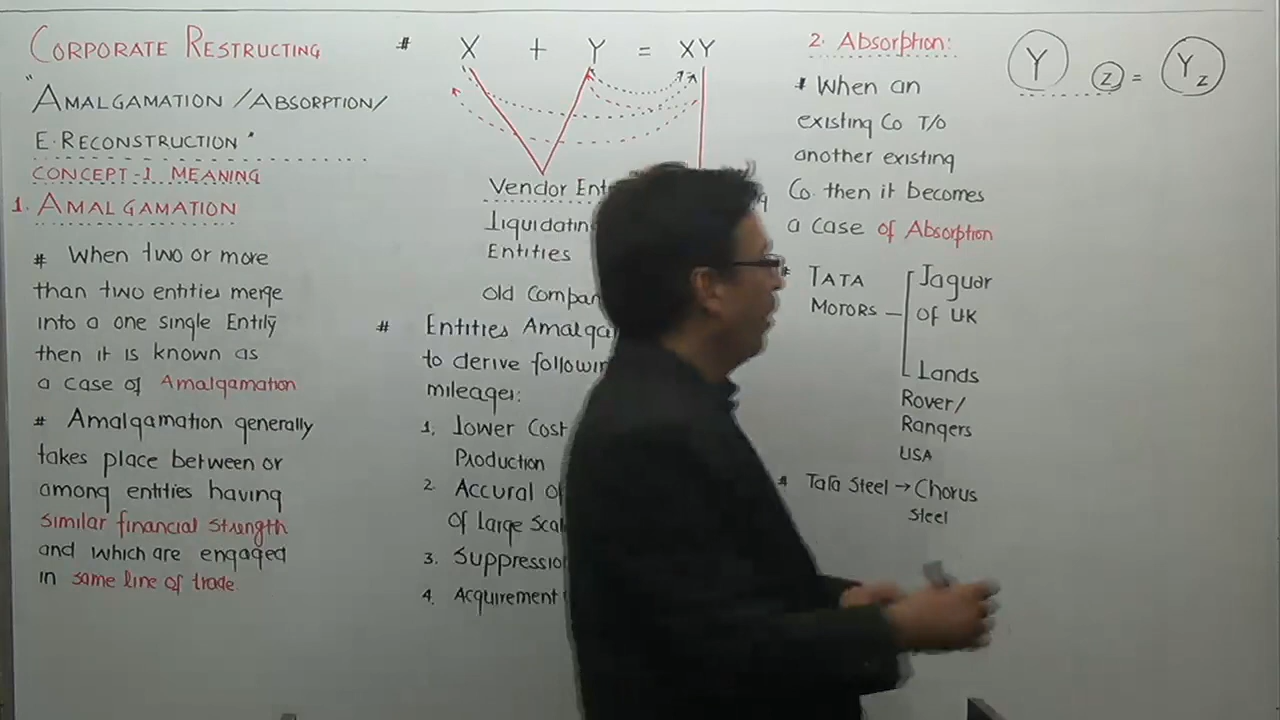 CORPORATE RESTRUCTING
"AMALGAMATION / ABSORPTION /
E. RECONSTRUCTION"
CONCEPT-1 MEANING
1. AMALGAMATION
# When two or more
than two entities merge
into a one single Entity
then it is known as
a case of Amalgamation
# Amalgamation generally
takes place between or
among entities having
similar financial strength
and which are engaged
in same line of trade
# X + Y = XY
Vendor
Entities
Old
# Entities
to derive
mileages:
1. Lower Cost
Production
2. Accural of
of Large
3.
4. Acquirement
2. Absorption:
# When an
existing Co T/O
another existing
Co. then it becomes
a case of Absorption
# TATA
MOTORS
Jaguar
of UK
Lands
Rover/
Rangers
USA
# Tata Steel → Chorus
Steel
Y z = Yz